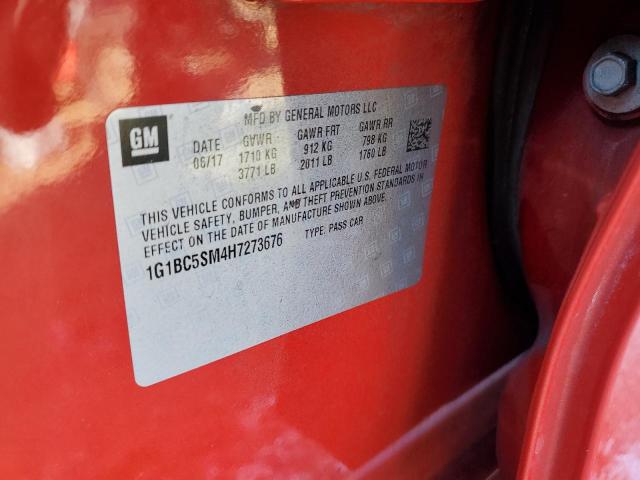 MFD BY GENERAL MOTORS LLC
GM
DATE GVWR GAWR FRT GAWR RR
06/17 1710 KG 912 KG 798 KG
3771 LB 2011 LB 1760 LB
THIS VEHICLE CONFORMS TO ALL APPLICABLE U.S. FEDERAL MOTOR
VEHICLE SAFETY, BUMPER, AND THEFT PREVENTION STANDARDS IN
EFFECT ON THE DATE OF MANUFACTURE SHOWN ABOVE.
1G1BC5SM4H7273676 TYPE: PASS CAR